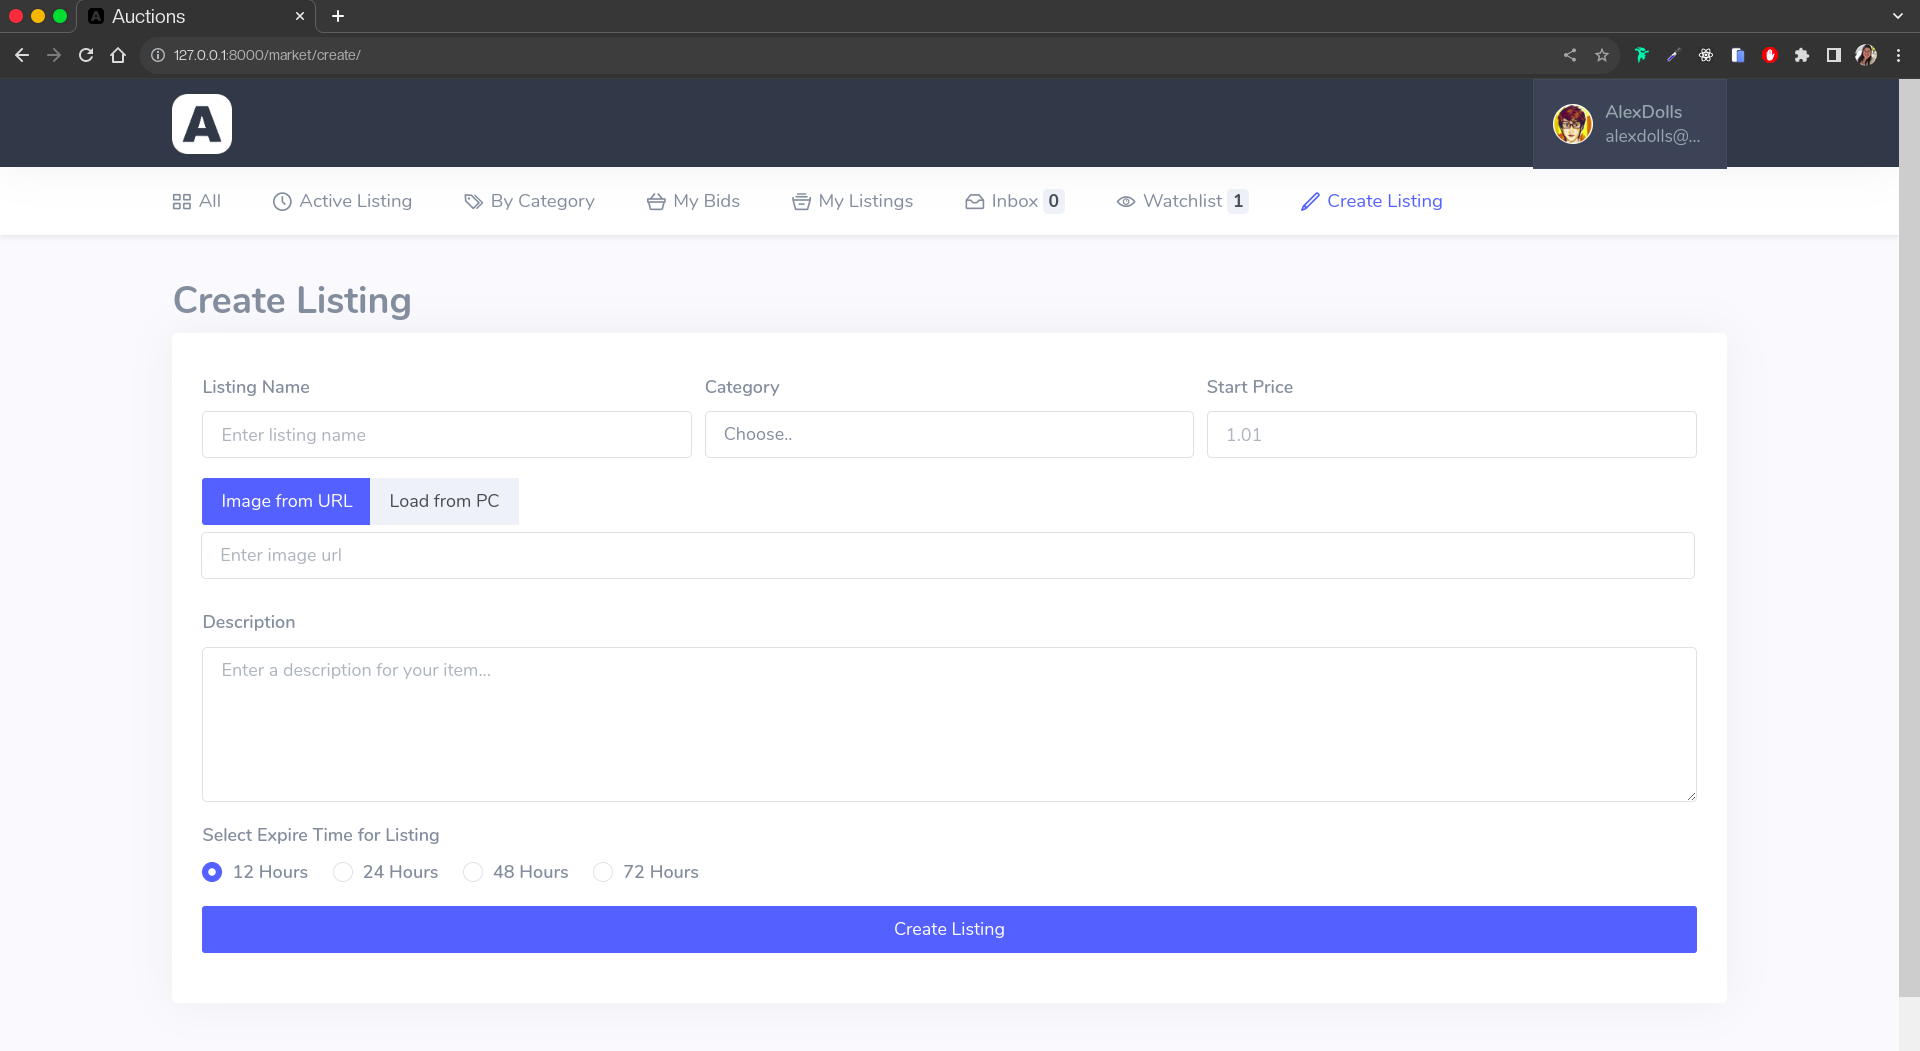 Auctions
127.0.0.1:8000/market/create/
A
AlexDolls
alexdolls@...
All
Active Listing
By Category
My Bids
My Listings
Inbox 0
Watchlist 1
Create Listing
Create Listing
Listing Name
Category
Start Price
Enter listing name
Choose..
1.01
Image from URL
Load from PC
Enter image url
Description
Enter a description for your item...
Select Expire Time for Listing
12 Hours
24 Hours
48 Hours
72 Hours
Create Listing